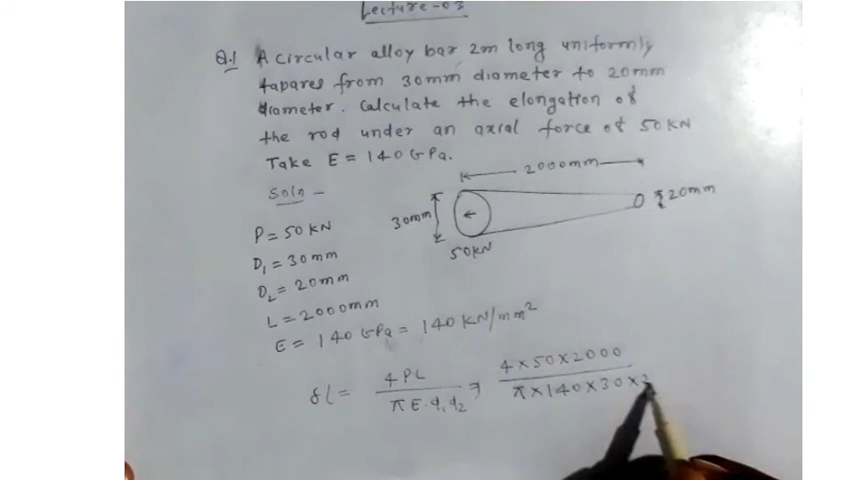 Lecture-03
Q.1 A circular alloy bar 2m long uniformly
tapares from 30mm diameter to 20mm
diameter. Calculate the elongation of
the rod under an axial force of 50KN
Take E = 140 GPa.
Soln -
2000mm
30mm
20mm
50KN
P = 50 KN
D₁ = 30mm
D₂ = 20mm
L = 2000mm
E = 140 GPa = 140 KN/mm²
δl = 4PL / πE.d₁d₂ ⇒ 4×50×2000 / π×140×30×